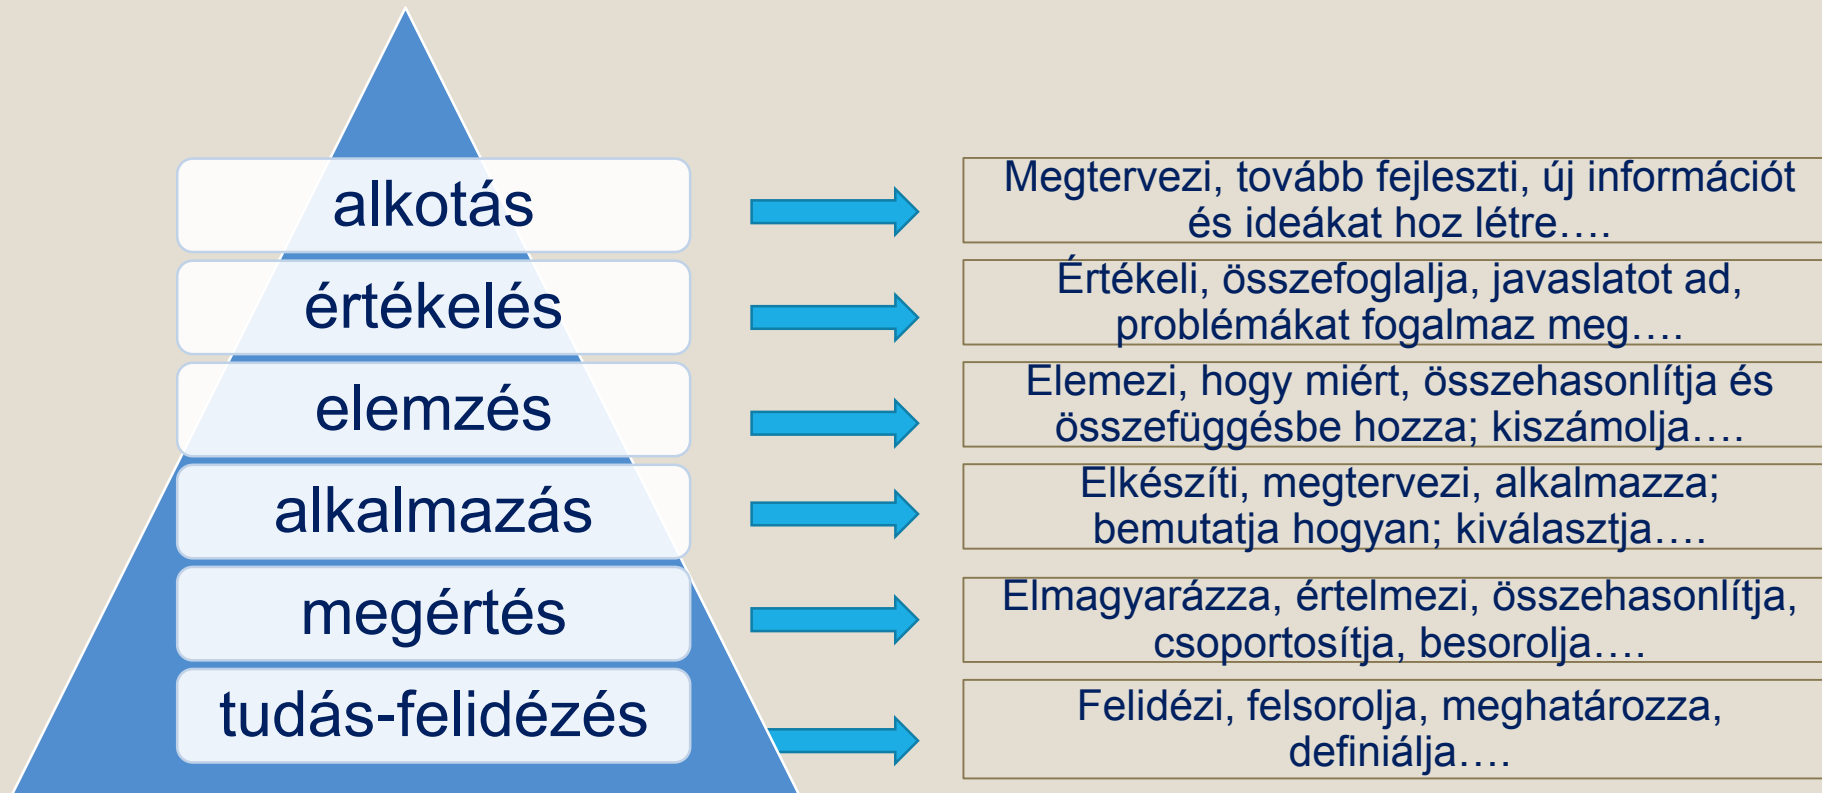 alkotás
Megtervezi, tovább fejleszti, új információt
és ideákat hoz létre….
értékelés
Értékeli, összefoglalja, javaslatot ad,
problémákat fogalmaz meg….
elemzés
Elemezi, hogy miért, összehasonlítja és
összefüggésbe hozza; kiszámolja….
alkalmazás
Elkészíti, megtervezi, alkalmazza;
bemutatja hogyan; kiválasztja….
megértés
Elmagyarázza, értelmezi, összehasonlítja,
csoportosítja, besorolja….
tudás-felidézés
Felidézi, felsorolja, meghatározza,
definiálja….